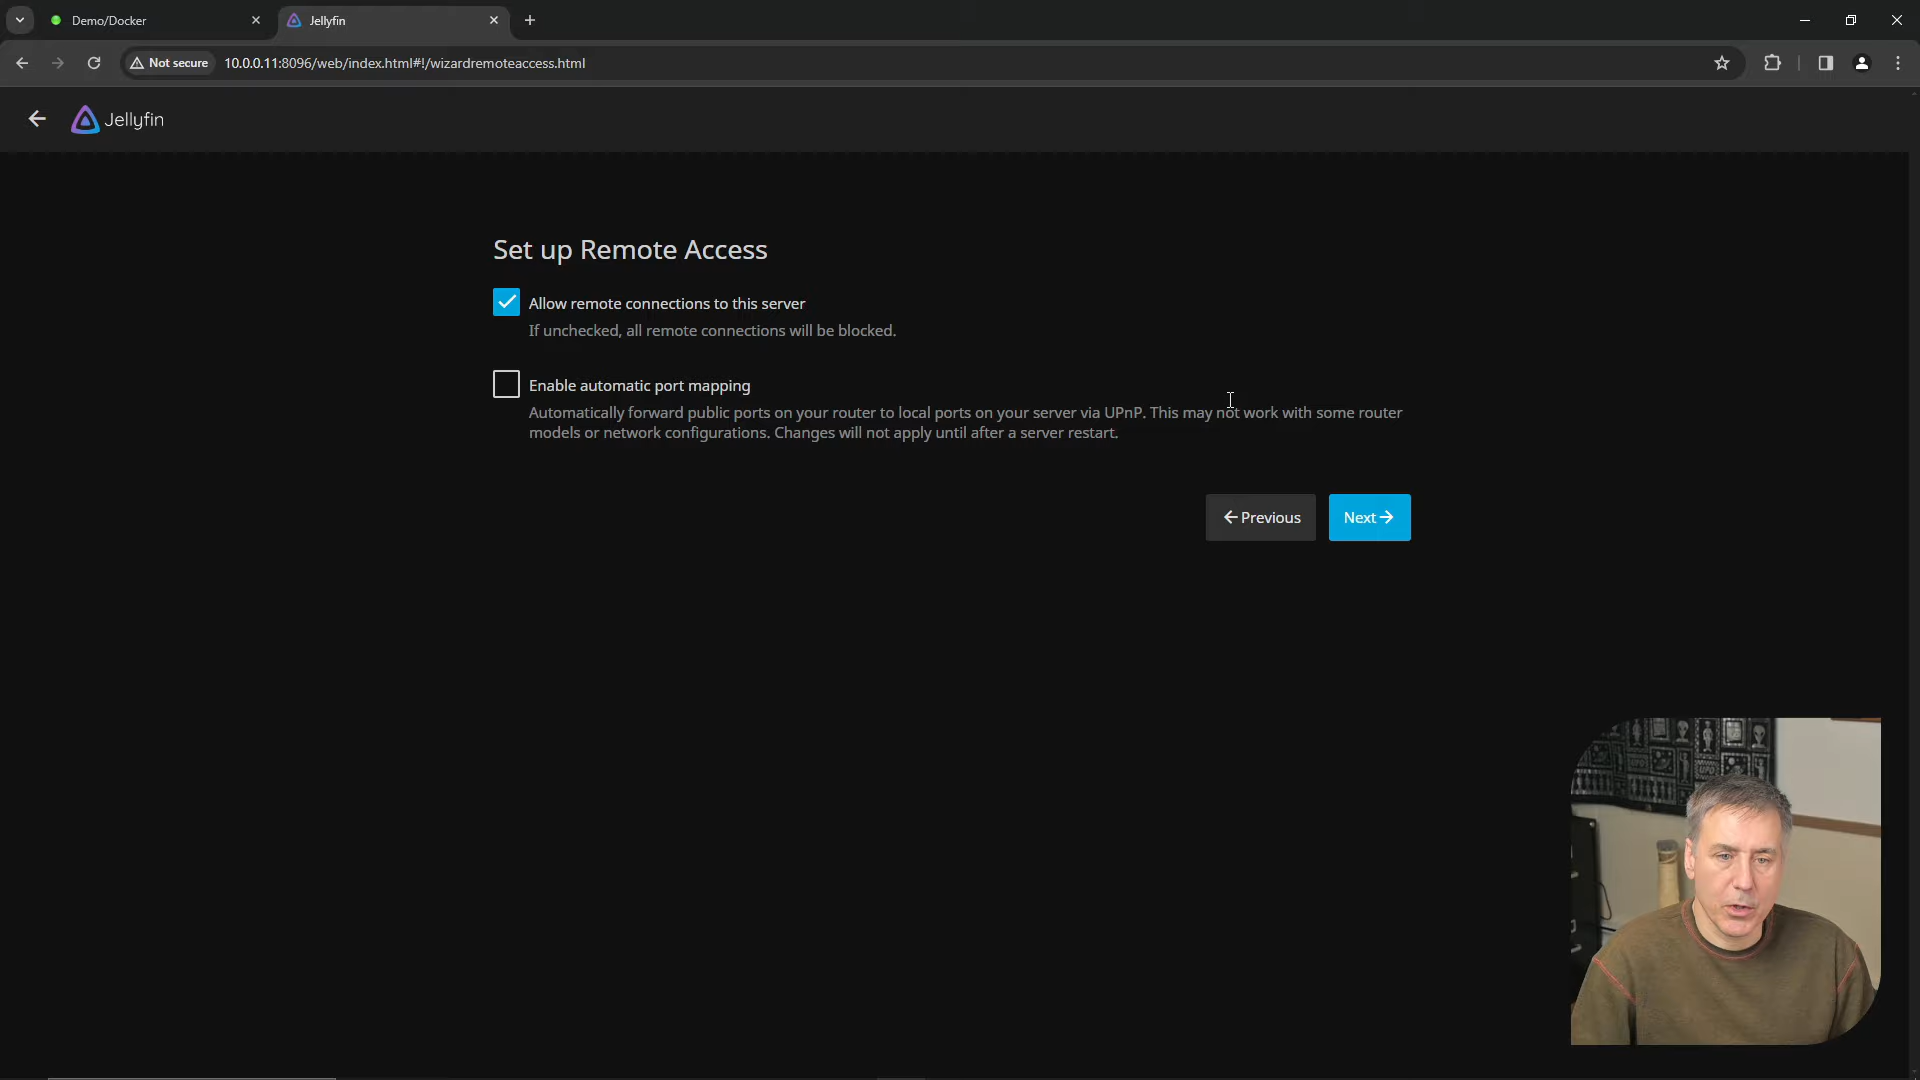 Demo/Docker
Jellyfin
Not secure
10.0.0.11:8096/web/index.html#!/wizardremoteaccess.html
Jellyfin
Set up Remote Access
Allow remote connections to this server
If unchecked, all remote connections will be blocked.
Enable automatic port mapping
Automatically forward public ports on your router to local ports on your server via UPnP. This may not work with some router
models or network configurations. Changes will not apply until after a server restart.
Previous
Next